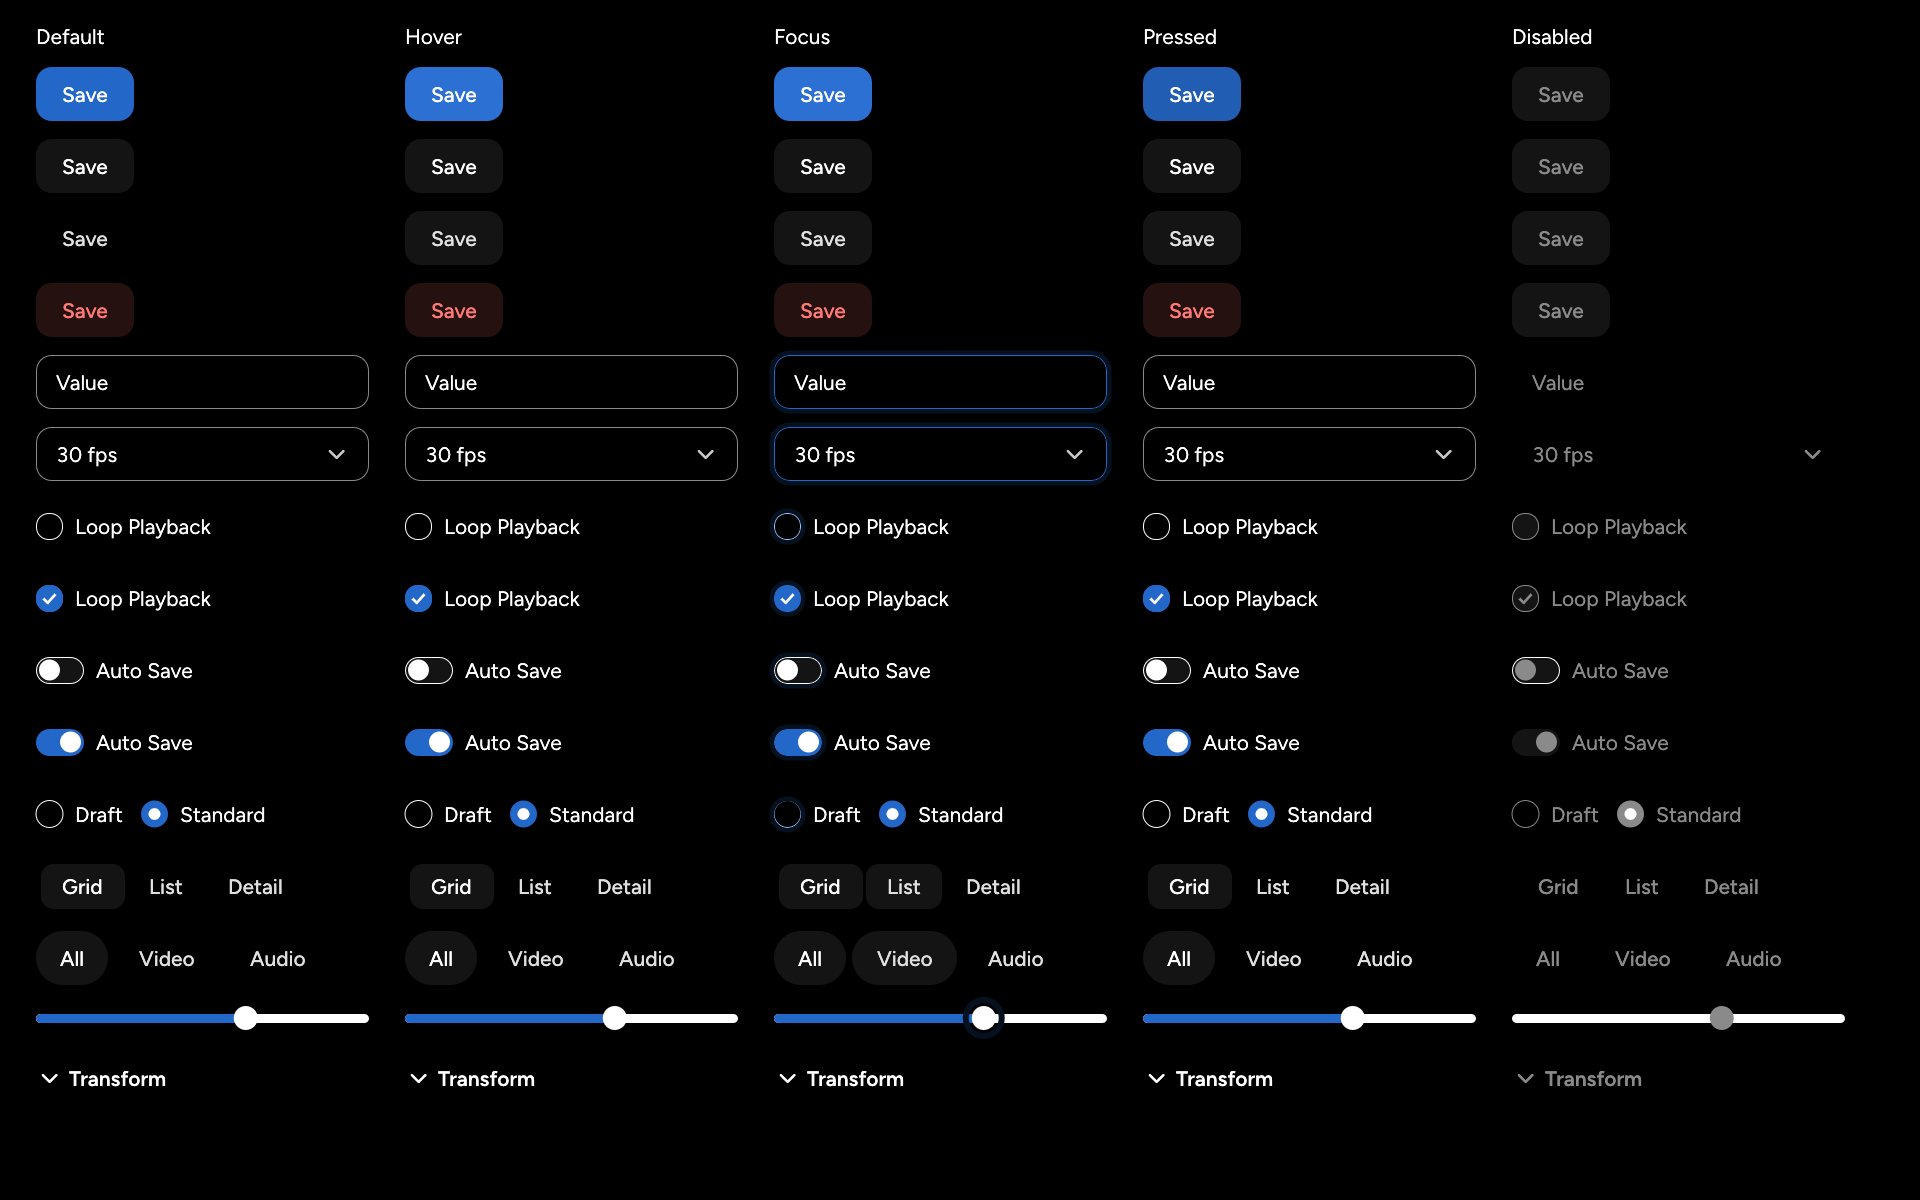 Default Hover Focus Pressed Disabled
Save Save Save Save Save
Save Save Save Save Save
Save Save Save Save Save
Save Save Save Save Save
Value Value Value Value Value
30 fps 30 fps 30 fps 30 fps 30 fps
Loop Playback Loop Playback Loop Playback Loop Playback Loop Playback
Loop Playback Loop Playback Loop Playback Loop Playback Loop Playback
Auto Save Auto Save Auto Save Auto Save Auto Save
Auto Save Auto Save Auto Save Auto Save Auto Save
Draft Standard Draft Standard Draft Standard Draft Standard Draft Standard
Grid List Detail Grid List Detail Grid List Detail Grid List Detail Grid List Detail
All Video Audio All Video Audio All Video Audio All Video Audio All Video Audio
Transform Transform Transform Transform Transform